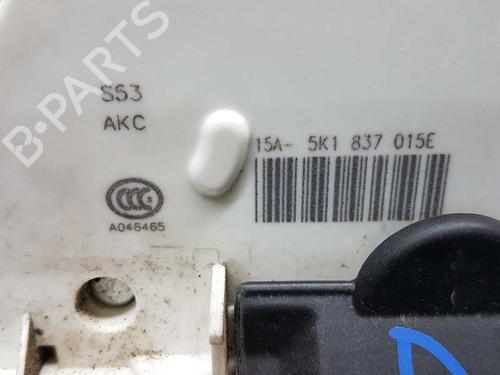 B-PARTS
S53
AKC
15A- 5K1 837 015E
CCC
A046465